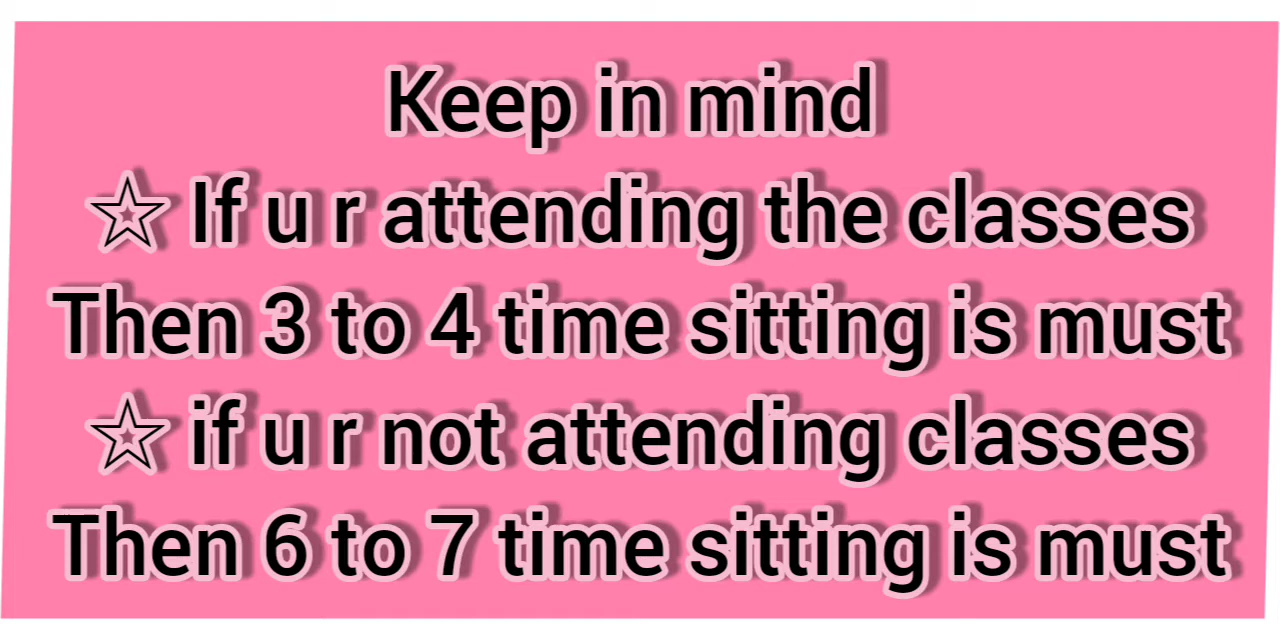 Keep in mind
☆ If u r attending the classes
Then 3 to 4 time sitting is must
☆ if u r not attending classes
Then 6 to 7 time sitting is must